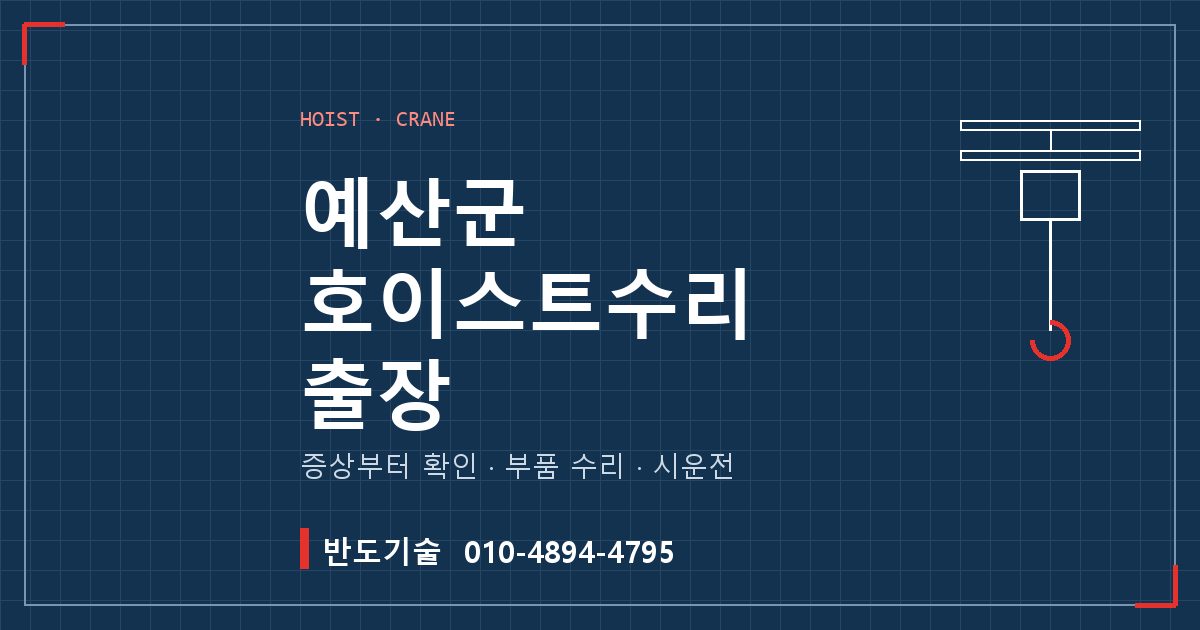 HOIST · CRANE
예산군
호이스트수리
출장
증상부터 확인 · 부품 수리 · 시운전
반도기술 010-4894-4795